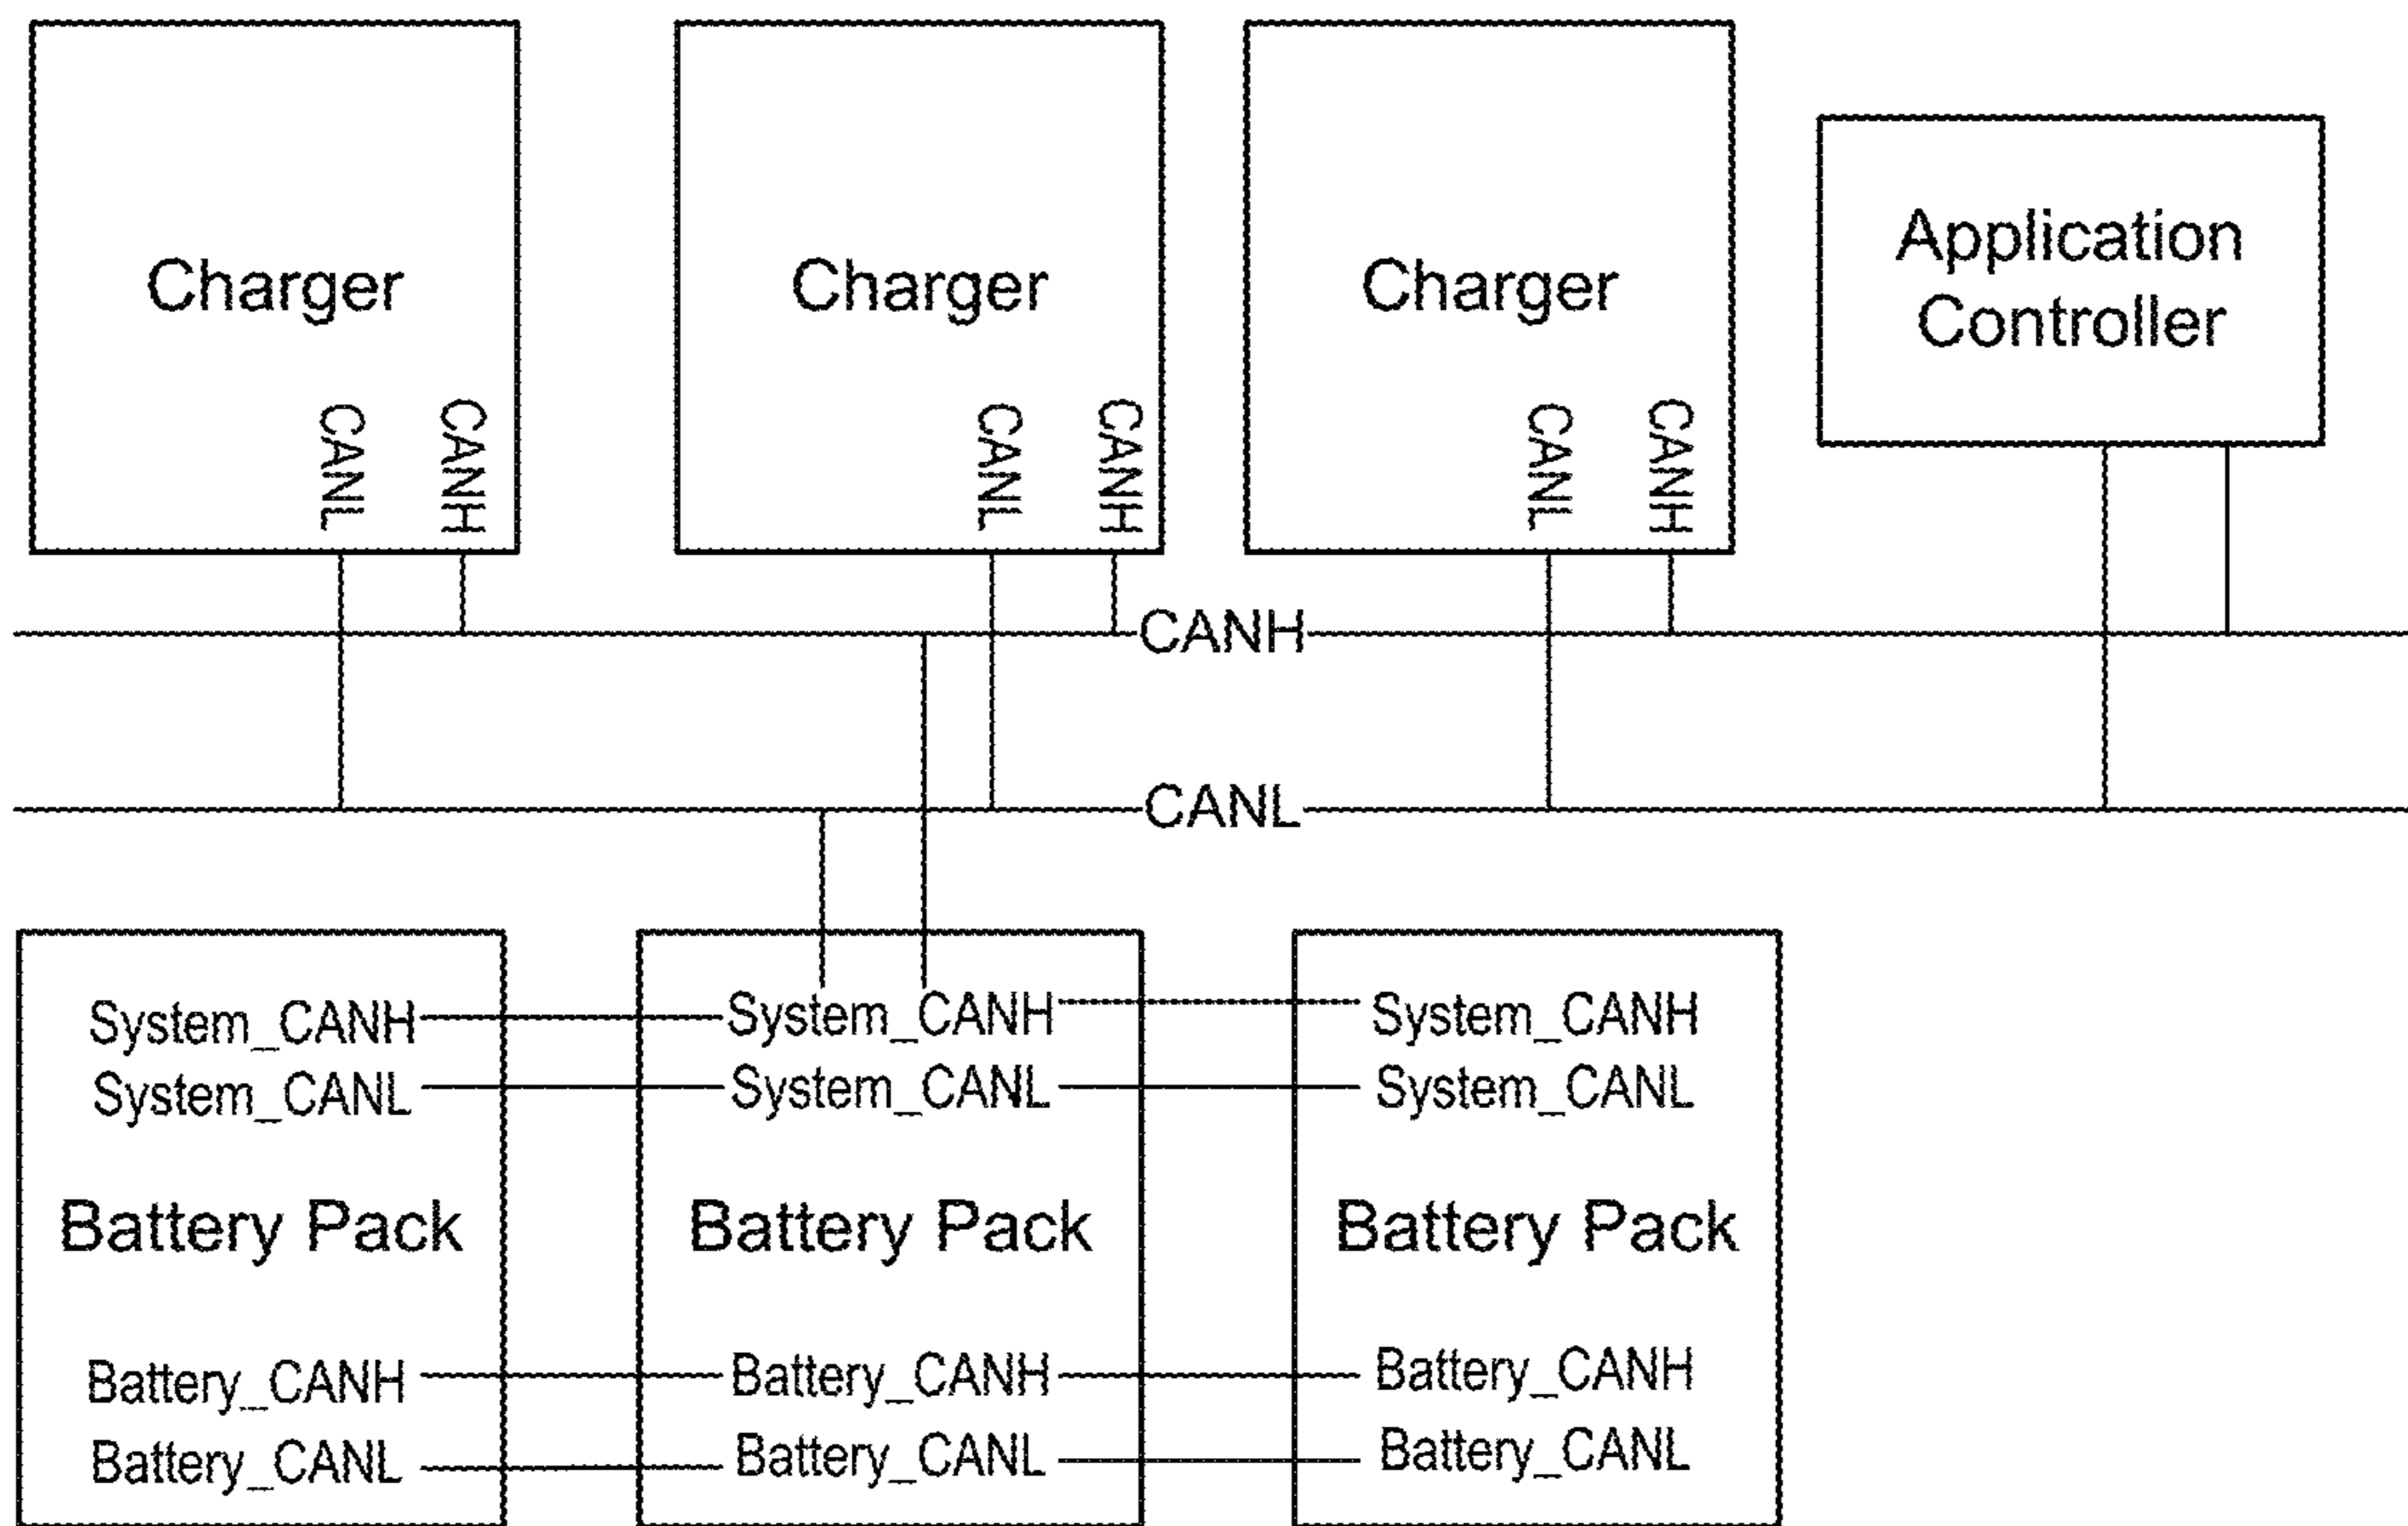 Charger
CANL
CANH
Charger
CANL
CANH
Charger
CANL
CANH
Application
Controller
CANH
CANL
System_CANH
System_CANL
Battery Pack
Battery_CANH
Battery_CANL
System_CANH
System_CANL
Battery Pack
Battery_CANH
Battery_CANL
System_CANH
System_CANL
Battery Pack
Battery_CANH
Battery_CANL